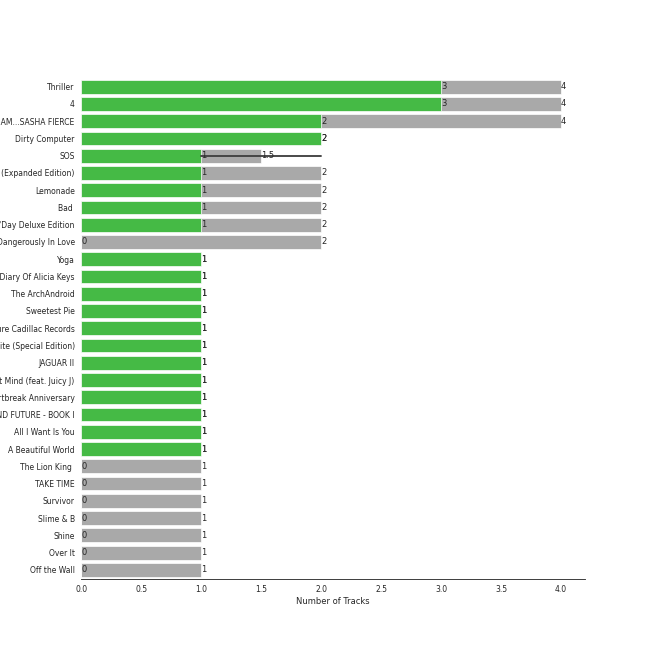 Thriller 3 4
4 3 4
AM...SASHA FIERCE 2 4
Dirty Computer 2
SOS 1 1.5
(Expanded Edition) 1 2
Lemonade 1 2
Bad 1 2
Day Deluxe Edition 1 2
Dangerously In Love 0 2
Yoga 1
Diary Of Alicia Keys 1
The ArchAndroid 1
Sweetest Pie 1
ure Cadillac Records 1
ite (Special Edition) 1
JAGUAR II 1
t Mind (feat. Juicy J) 1
rtbreak Anniversary 1
ND FUTURE - BOOK I 1
All I Want Is You 1
A Beautiful World 1
The Lion King 0 1
TAKE TIME 0 1
Survivor 0 1
Slime & B 0 1
Shine 0 1
Over It 0 1
Off the Wall 0 1
0.0 0.5 1.0 1.5 2.0 2.5 3.0 3.5 4.0
Number of Tracks